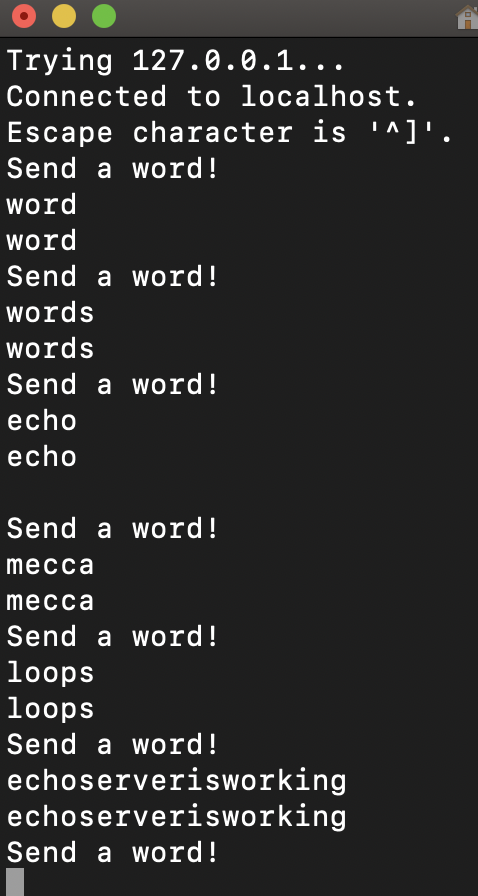 Trying 127.0.0.1...
Connected to localhost.
Escape character is '^]'.
Send a word!
word
word
Send a word!
words
words
Send a word!
echo
echo

Send a word!
mecca
mecca
Send a word!
loops
loops
Send a word!
echoserverisworking
echoserverisworking
Send a word!